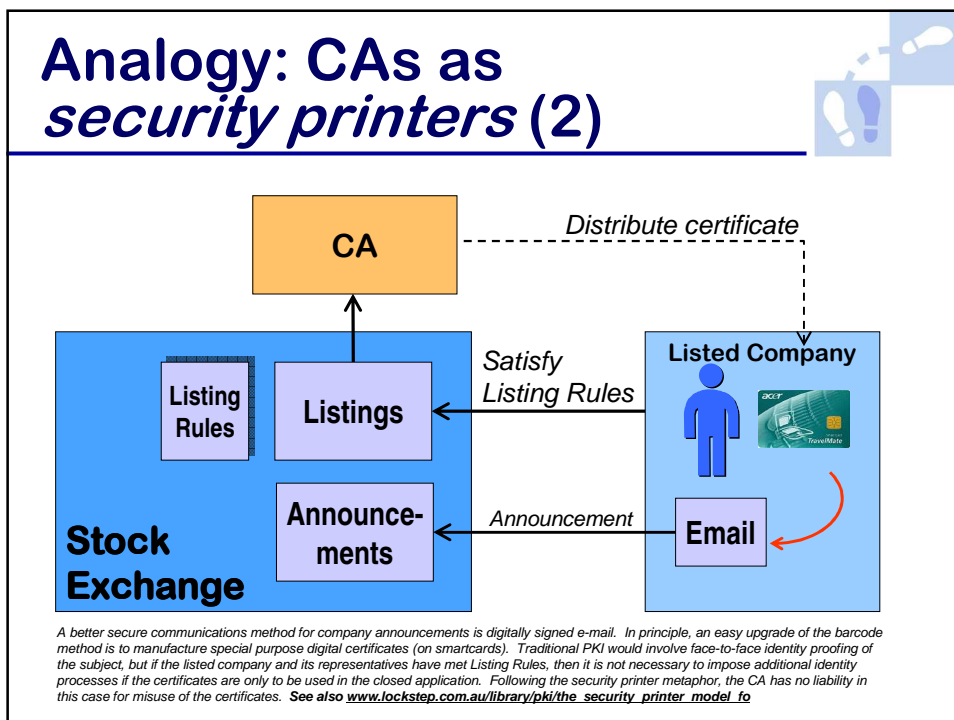 Analogy: CAs as
security printers (2)
CA
Distribute certificate
Listing
Rules
Listings
Satisfy
Listing Rules
Listed Company
acer
TravelMate
Announce-
ments
Announcement
Email
Stock
Exchange
A better secure communications method for company announcements is digitally signed e-mail. In principle, an easy upgrade of the barcode
method is to manufacture special purpose digital certificates (on smartcards). Traditional PKI would involve face-to-face identity proofing of
the subject, but if the listed company and its representatives have met Listing Rules, then it is not necessary to impose additional identity
processes if the certificates are only to be used in the closed application. Following the security printer metaphor, the CA has no liability in
this case for misuse of the certificates. See also www.lockstep.com.au/library/pki/the_security_printer_model_fo